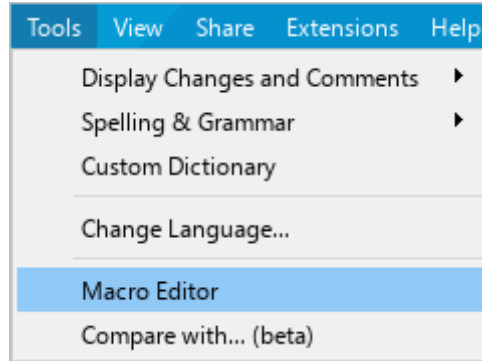 Tools View Share Extensions Help
Display Changes and Comments
Spelling & Grammar
Custom Dictionary
Change Language...
Macro Editor
Compare with... (beta)